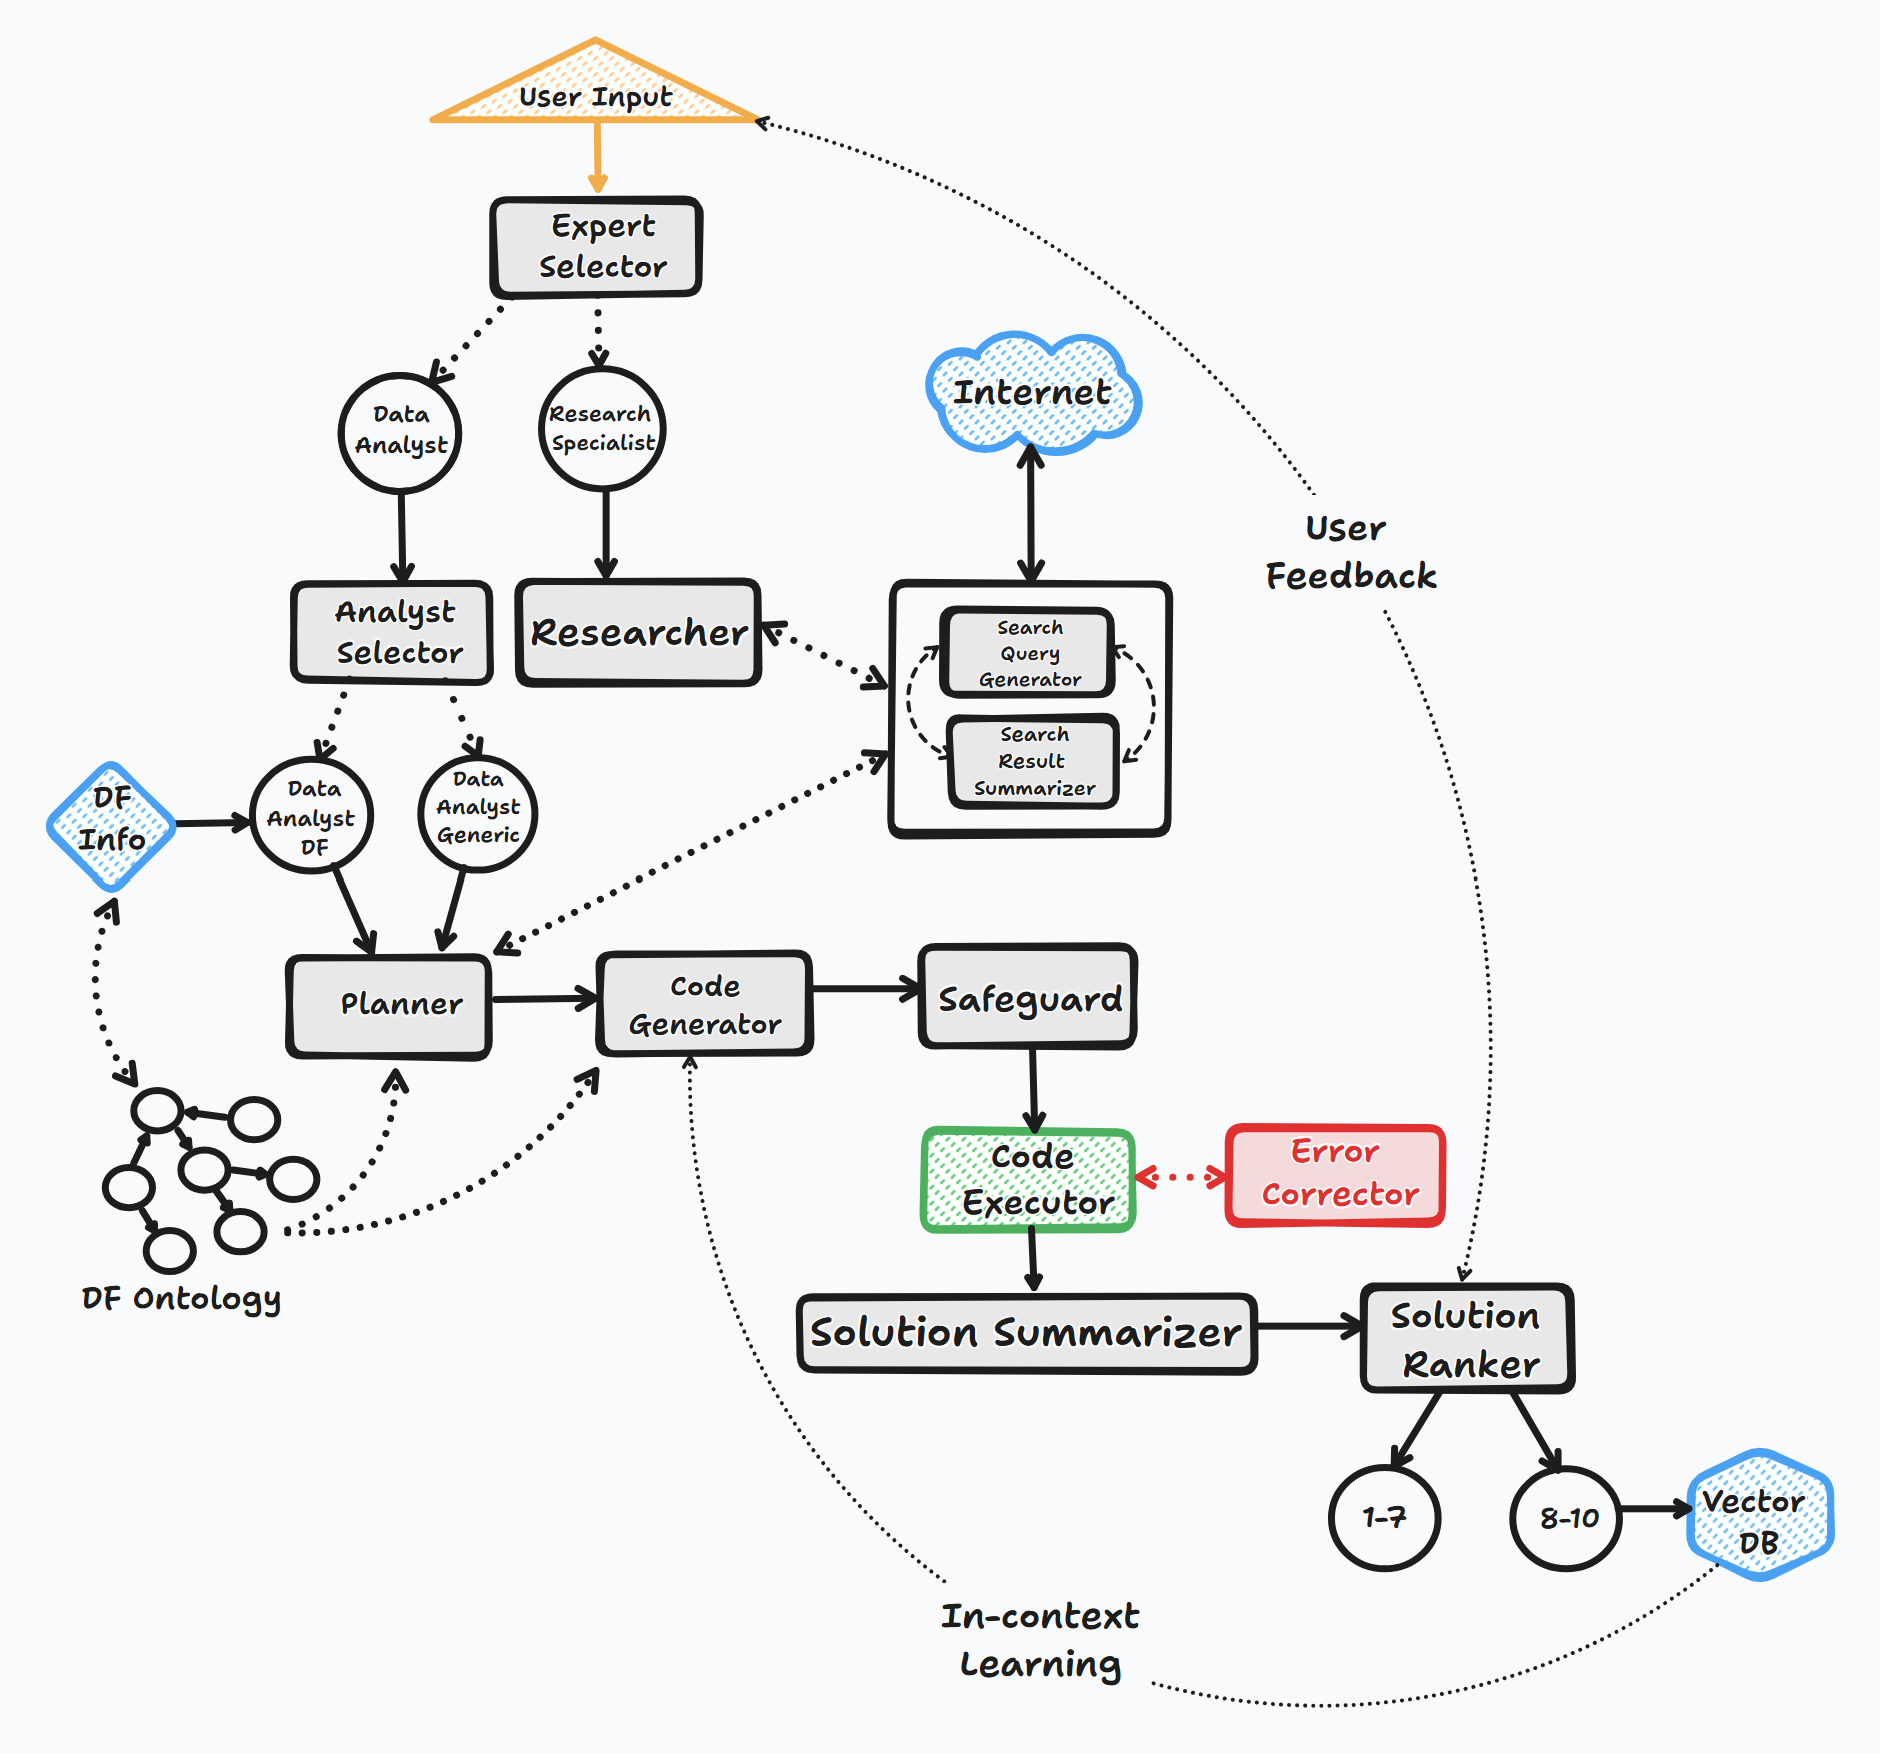 User Input
Expert
Selector
Data
Analyst
Research
Specialist
Internet
User
Feedback
Analyst
Selector
Researcher
Search
Query
Generator
Search
Result
Summarizer
DF
Info
Data
Analyst
DF
Data
Analyst
Generic
Planner
Code
Generator
Safeguard
Code
Executor
Error
Corrector
DF Ontology
Solution Summarizer
Solution
Ranker
1-7
8-10
Vector
DB
In-context
Learning